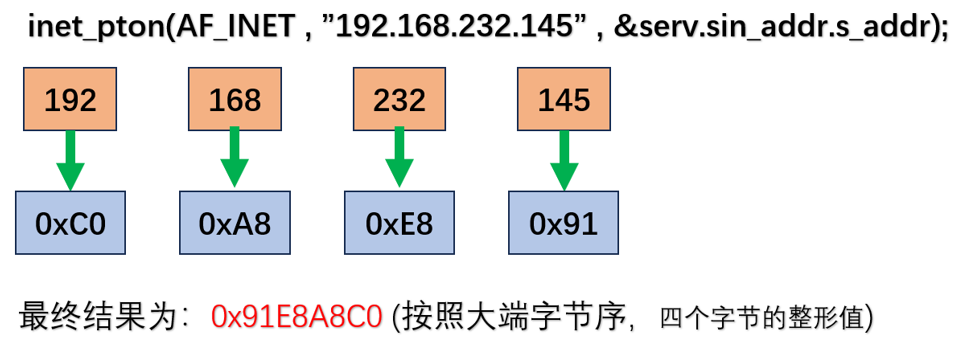 inet_pton(AF_INET , ”192.168.232.145” , &serv.sin_addr.s_addr);
192 168 232 145
0xC0 0xA8 0xE8 0x91
最终结果为：0x91E8A8C0 (按照大端字节序，四个字节的整形值)